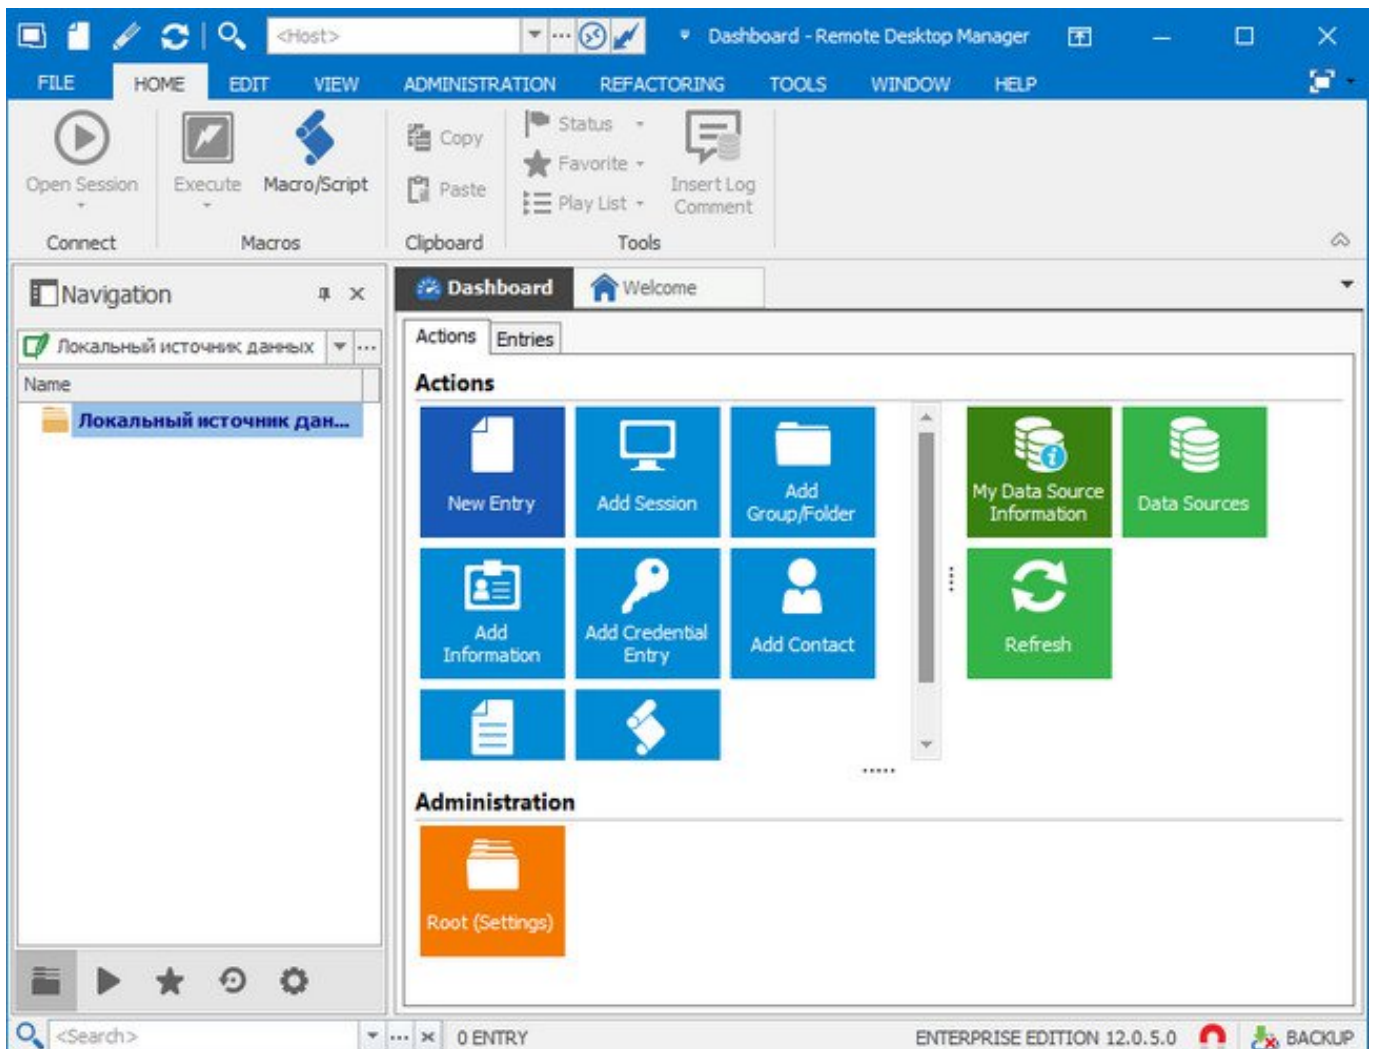 <Host>
Dashboard - Remote Desktop Manager
FILE HOME EDIT VIEW ADMINISTRATION REFACTORING TOOLS WINDOW HELP
Open Session
Execute
Macro/Script
Copy
Paste
Status
Favorite
Play List
Insert Log
Comment
Connect
Macros
Clipboard
Tools
Navigation
Локальный источник данных
Name
Локальный источник дан...
Dashboard
Welcome
Actions
Entries
Actions
New Entry
Add Session
Add
Group/Folder
My Data Source
Information
Data Sources
Add
Information
Add Credential
Entry
Add Contact
Refresh
Administration
Root (Settings)
<Search>
0 ENTRY
ENTERPRISE EDITION 12.0.5.0
BACKUP